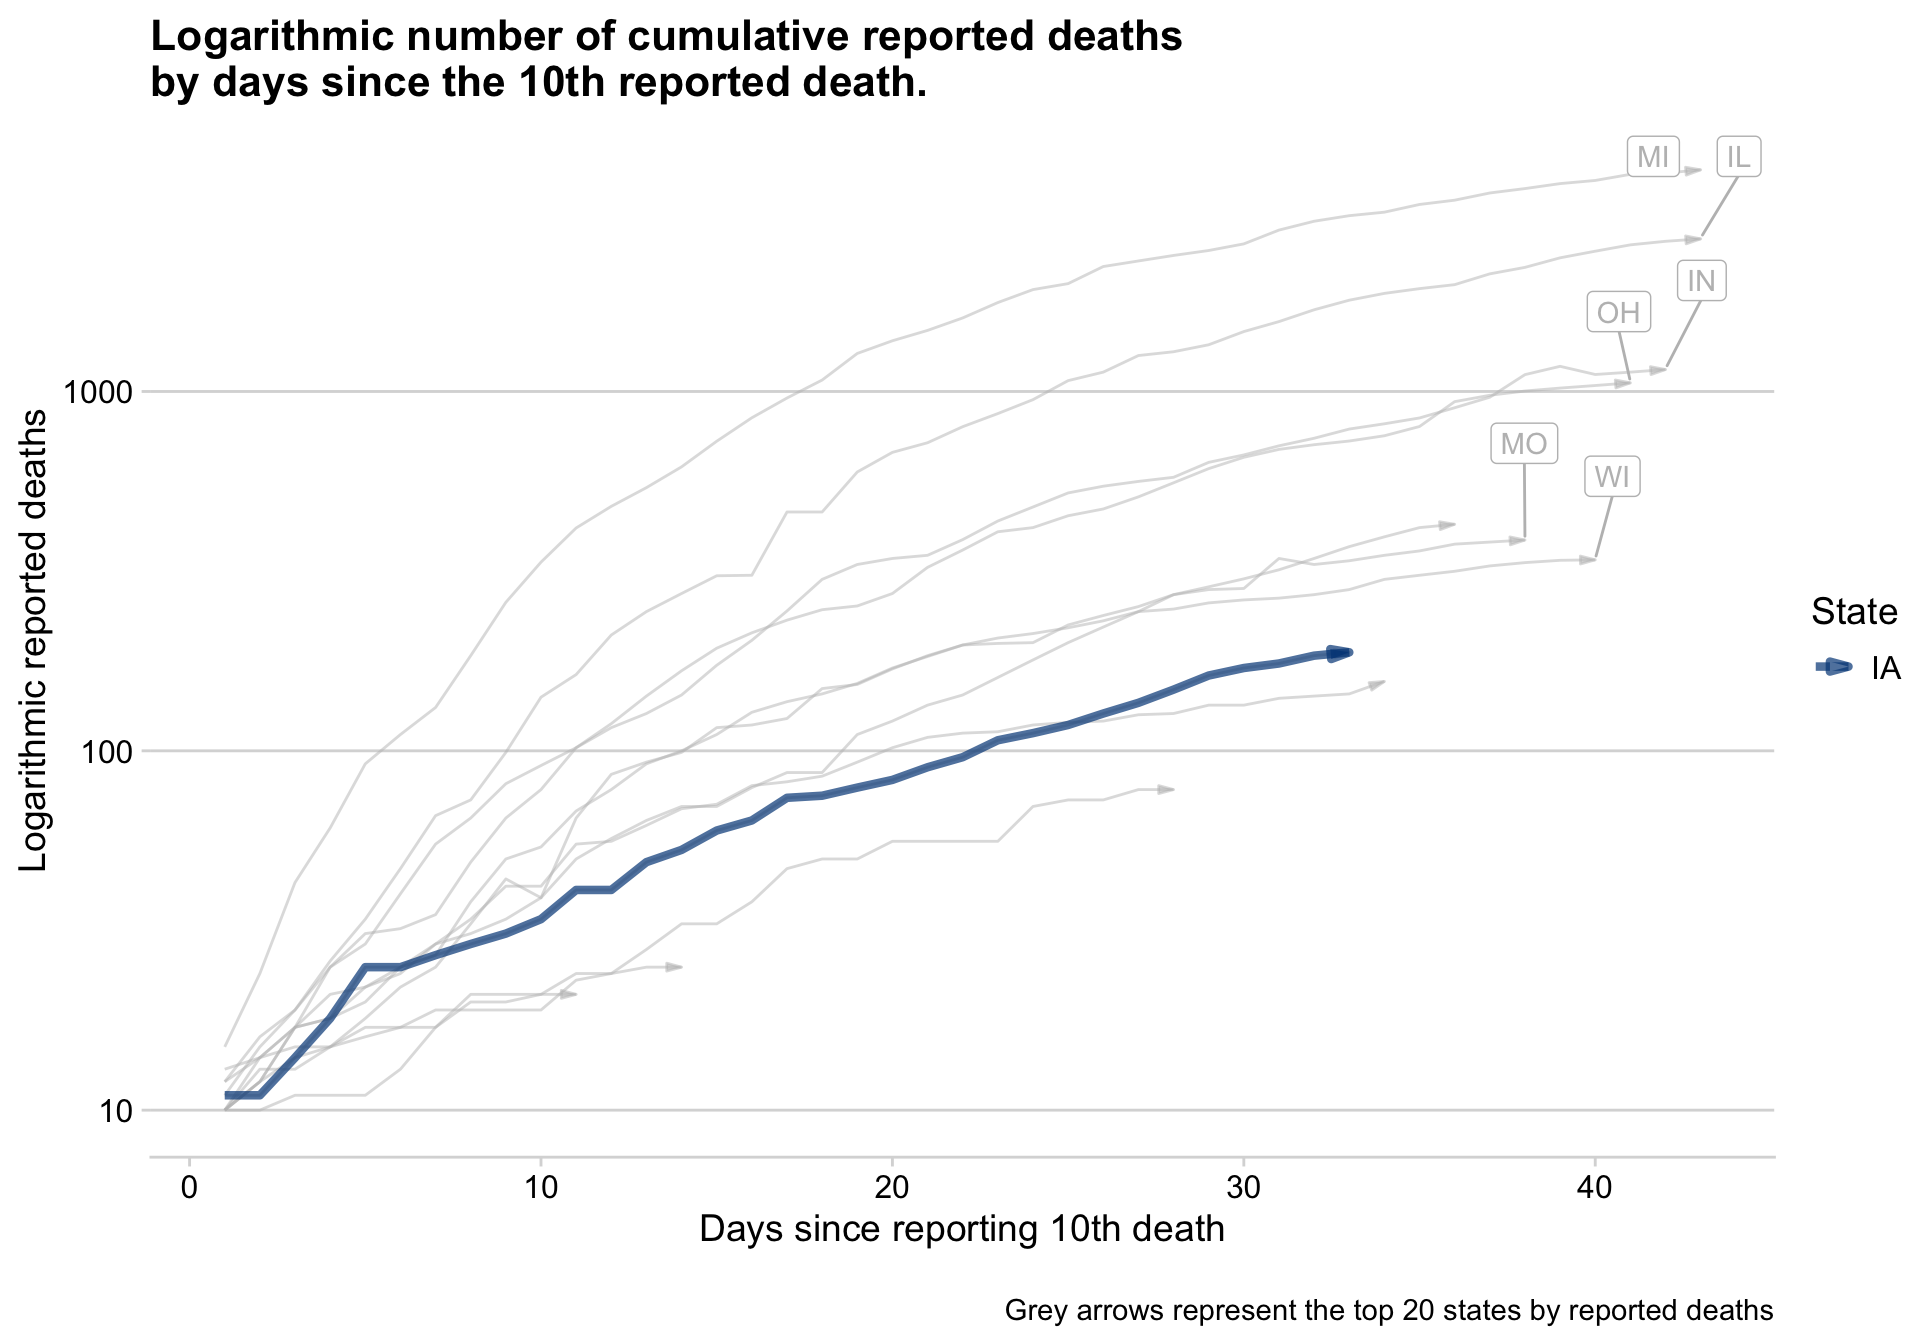 Logarithmic number of cumulative reported deaths
by days since the 10th reported death.
MI
IL
IN
OH
MO
WI
1000
100
10
Logarithmic reported deaths
State
IA
0 10 20 30 40
Days since reporting 10th death
Grey arrows represent the top 20 states by reported deaths